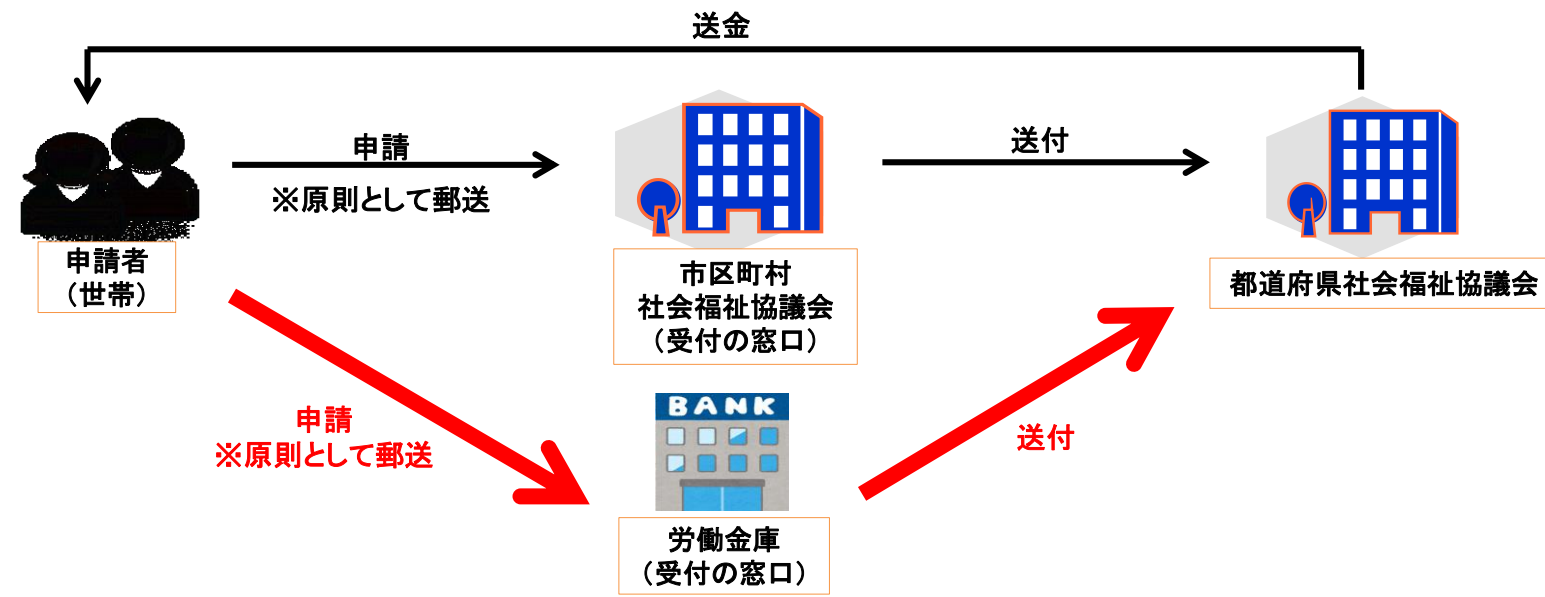 送金
申請
※原則として郵送
送付
申請者
（世帯）
市区町村
社会福祉協議会
（受付の窓口）
都道府県社会福祉協議会
申請
※原則として郵送
BANK
送付
労働金庫
（受付の窓口）